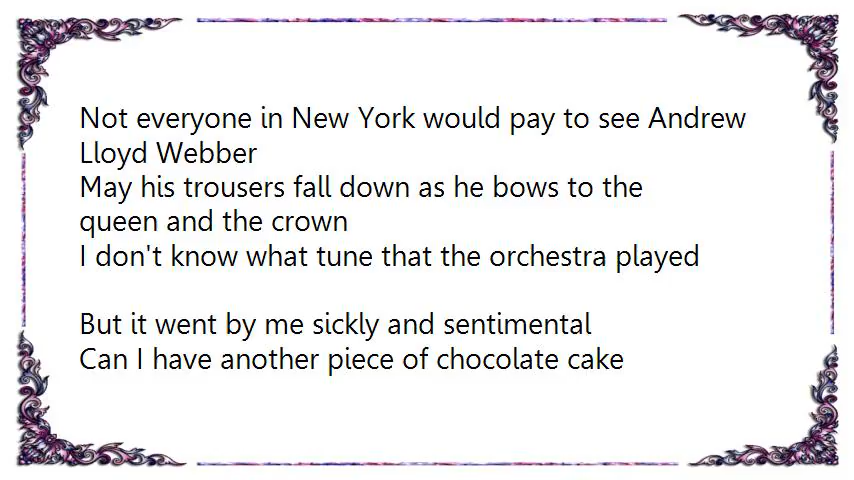 Not everyone in New York would pay to see Andrew
Lloyd Webber
May his trousers fall down as he bows to the
queen and the crown
I don't know what tune that the orchestra played
But it went by me sickly and sentimental
Can I have another piece of chocolate cake